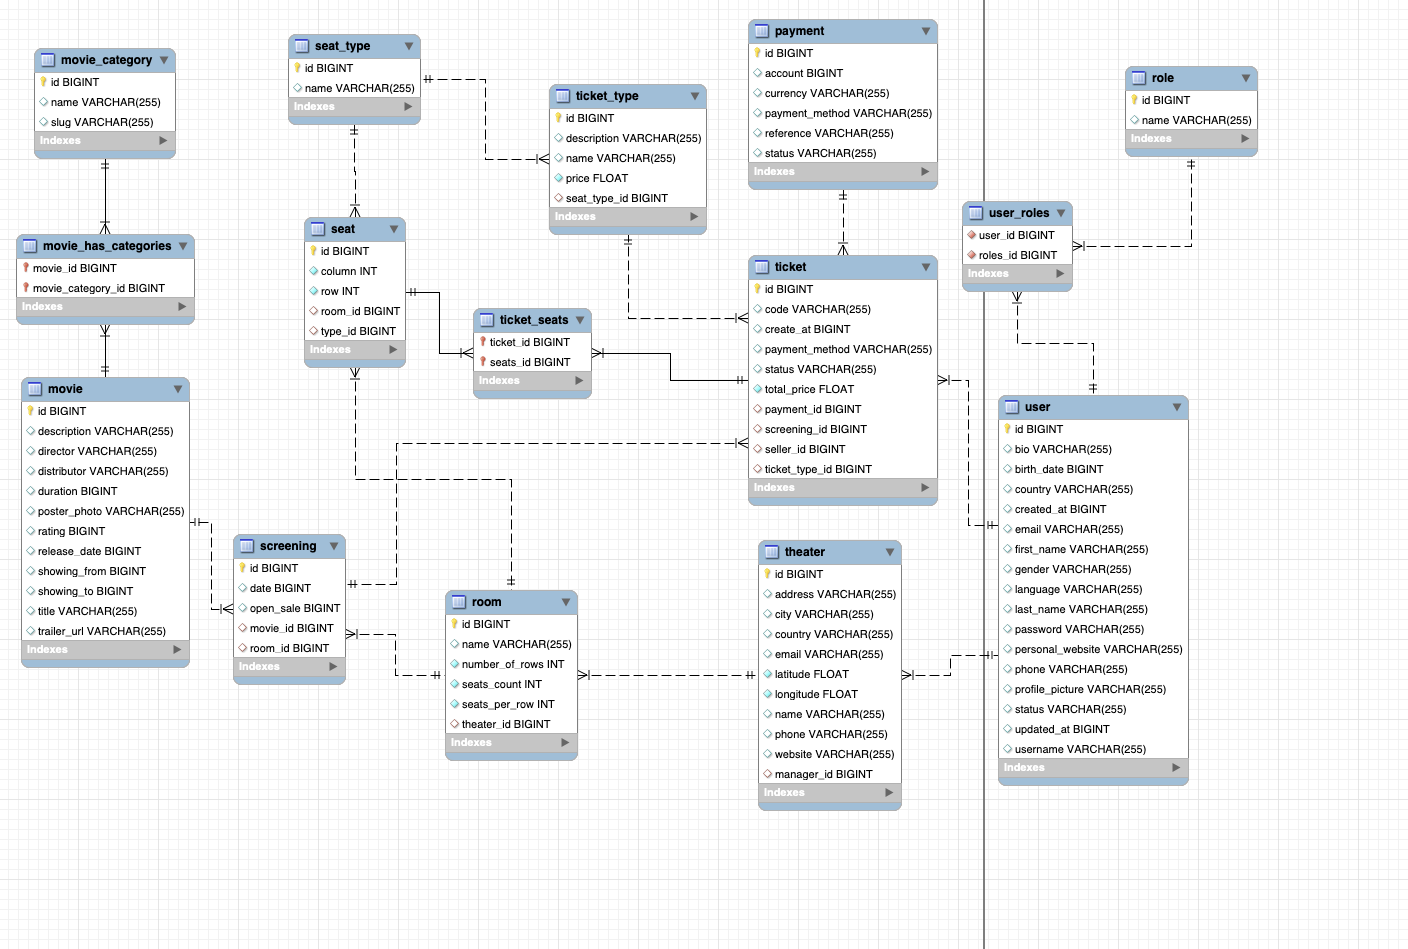 movie_category
id BIGINT
name VARCHAR(255)
slug VARCHAR(255)
Indexes
seat_type
id BIGINT
name VARCHAR(255)
Indexes
ticket_type
id BIGINT
description VARCHAR(255)
name VARCHAR(255)
price FLOAT
seat_type_id BIGINT
Indexes
payment
id BIGINT
account BIGINT
currency VARCHAR(255)
payment_method VARCHAR(255)
reference VARCHAR(255)
status VARCHAR(255)
Indexes
role
id BIGINT
name VARCHAR(255)
Indexes
movie_has_categories
movie_id BIGINT
movie_category_id BIGINT
Indexes
seat
id BIGINT
column INT
row INT
room_id BIGINT
type_id BIGINT
Indexes
ticket_seats
ticket_id BIGINT
seats_id BIGINT
Indexes
ticket
id BIGINT
code VARCHAR(255)
create_at BIGINT
payment_method VARCHAR(255)
status VARCHAR(255)
total_price FLOAT
payment_id BIGINT
screening_id BIGINT
seller_id BIGINT
ticket_type_id BIGINT
Indexes
user_roles
user_id BIGINT
roles_id BIGINT
Indexes
movie
id BIGINT
description VARCHAR(255)
director VARCHAR(255)
distributor VARCHAR(255)
duration BIGINT
poster_photo VARCHAR(255)
rating BIGINT
release_date BIGINT
showing_from BIGINT
showing_to BIGINT
title VARCHAR(255)
trailer_url VARCHAR(255)
Indexes
screening
id BIGINT
date BIGINT
open_sale BIGINT
movie_id BIGINT
room_id BIGINT
Indexes
room
id BIGINT
name VARCHAR(255)
number_of_rows INT
seats_count INT
seats_per_row INT
theater_id BIGINT
Indexes
theater
id BIGINT
address VARCHAR(255)
city VARCHAR(255)
country VARCHAR(255)
email VARCHAR(255)
latitude FLOAT
longitude FLOAT
name VARCHAR(255)
phone VARCHAR(255)
website VARCHAR(255)
manager_id BIGINT
Indexes
user
id BIGINT
bio VARCHAR(255)
birth_date BIGINT
country VARCHAR(255)
created_at BIGINT
email VARCHAR(255)
first_name VARCHAR(255)
gender VARCHAR(255)
language VARCHAR(255)
last_name VARCHAR(255)
password VARCHAR(255)
personal_website VARCHAR(255)
phone VARCHAR(255)
profile_picture VARCHAR(255)
status VARCHAR(255)
updated_at BIGINT
username VARCHAR(255)
Indexes